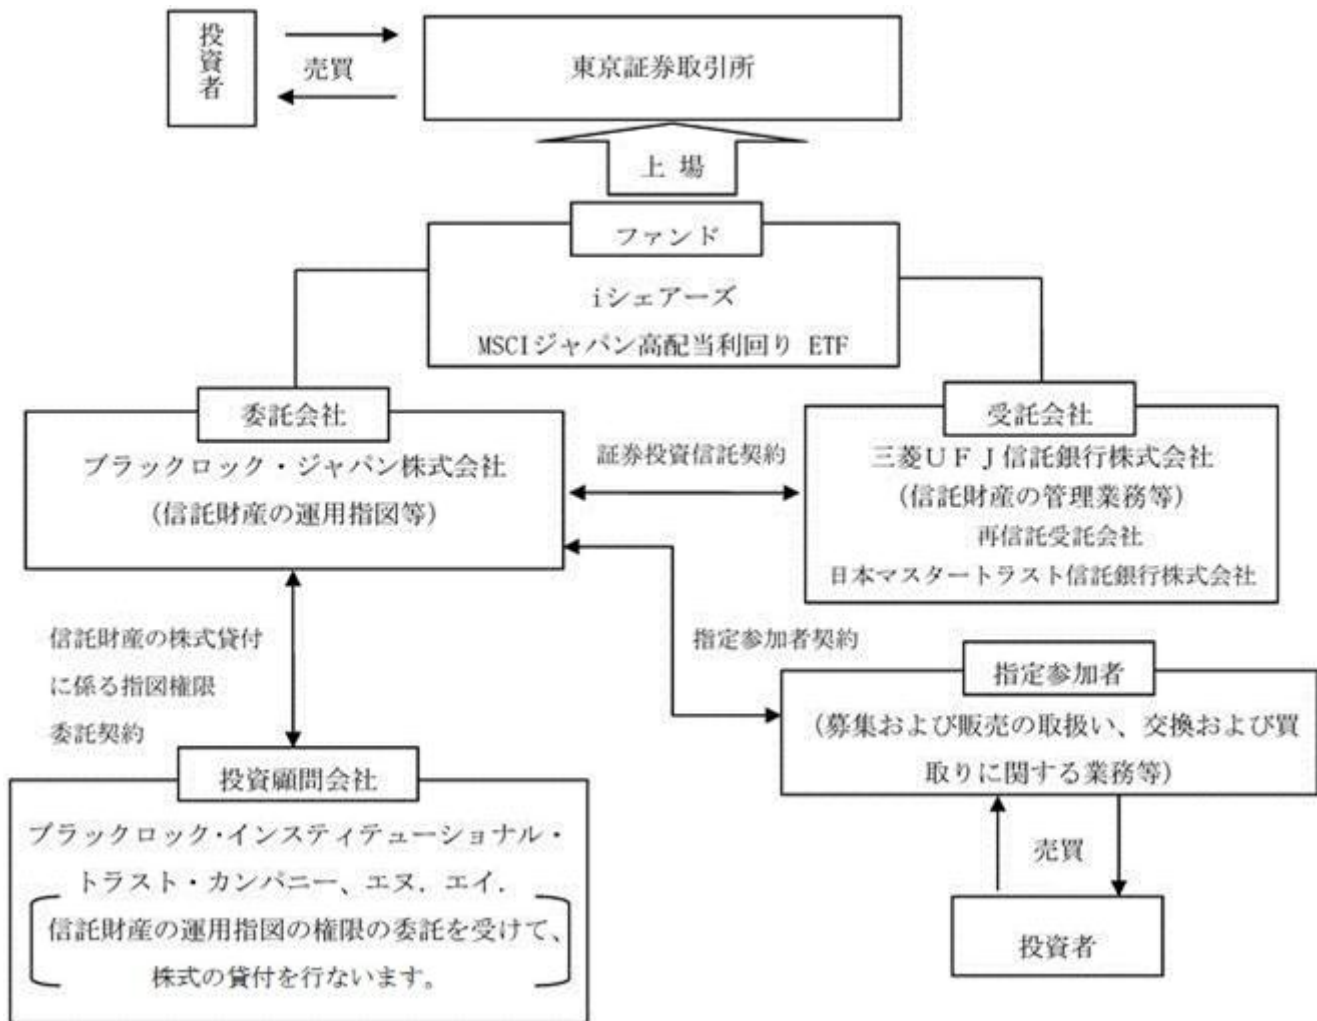 投資者
売買
東京証券取引所
上 場
ファンド
iシェアーズ
MSCIジャパン高配当利回り ETF
委託会社
ブラックロック・ジャパン株式会社
(信託財産の運用指図等)
証券投資信託契約
受託会社
三菱UFJ信託銀行株式会社
(信託財産の管理業務等)
再信託受託会社
日本マスタートラスト信託銀行株式会社
信託財産の株式貸付
に係る指図権限
委託契約
指定参加者契約
指定参加者
(募集および販売の取扱い、交換および買
取りに関する業務等)
投資顧問会社
ブラックロック・インスティテューショナル・
トラスト・カンパニー、エヌ. エイ.
信託財産の運用指図の権限の委託を受けて、
株式の貸付を行ないます。
売買
投資者